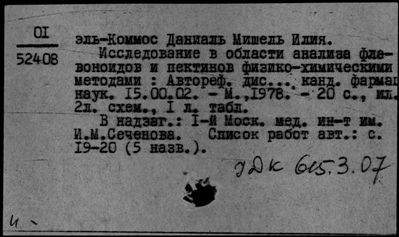 OI
52408
эль-Коммос Даниаль Мишель Илия.
Исследование в области анализа фла-
воноидов и пектинов физико-химическими
методами : Автореф. дис... канд. фармац.
наук. 15.00.02. - М.,1978. - 20 с., ил.
2л. схем., I л. табл.
В надзаг.: I-й Моск. мед. ин-т им.
И.М.Сеченова. Список работ авт.: с.
19-20 (5 назв.).
УДК 615.3.07
И -